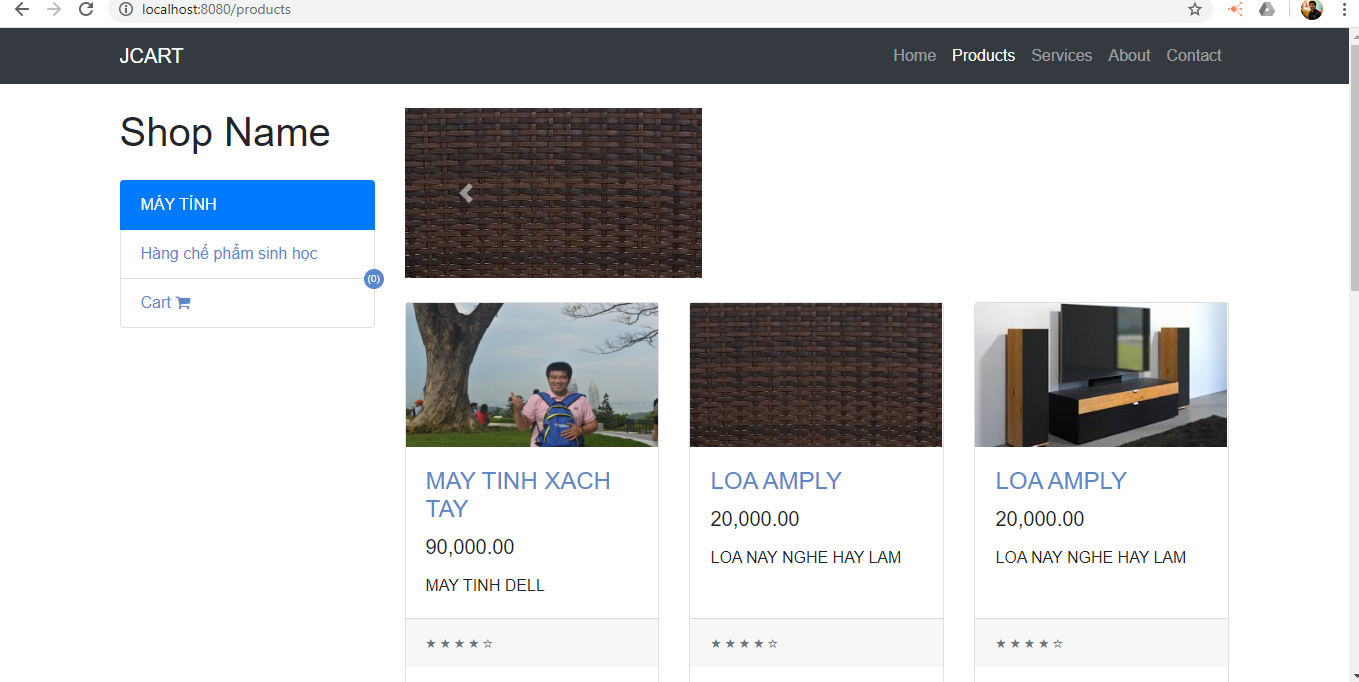 localhost:8080/products
JCART
Home Products Services About Contact
Shop Name
MÁY TÍNH
Hàng chế phẩm sinh học
(0)
Cart
MAY TINH XACH
TAY
90,000.00
MAY TINH DELL
★ ★ ★ ★ ☆
LOA AMPLY
20,000.00
LOA NAY NGHE HAY LAM
★ ★ ★ ★ ☆
LOA AMPLY
20,000.00
LOA NAY NGHE HAY LAM
★ ★ ★ ★ ☆